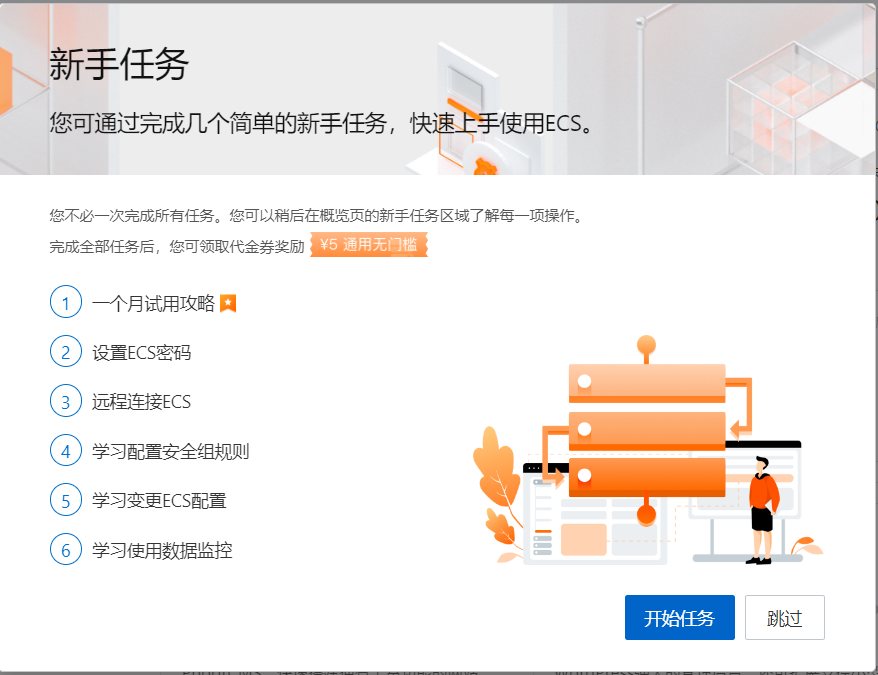 新手任务
您可通过完成几个简单的新手任务，快速上手使用ECS。
您不必一次完成所有任务。您可以稍后在概览页的新手任务区域了解每一项操作。
完成全部任务后，您可领取代金券奖励 ¥5 通用无门槛
1 一个月试用攻略
2 设置ECS密码
3 远程连接ECS
4 学习配置安全组规则
5 学习变更ECS配置
6 学习使用数据监控
开始任务 跳过